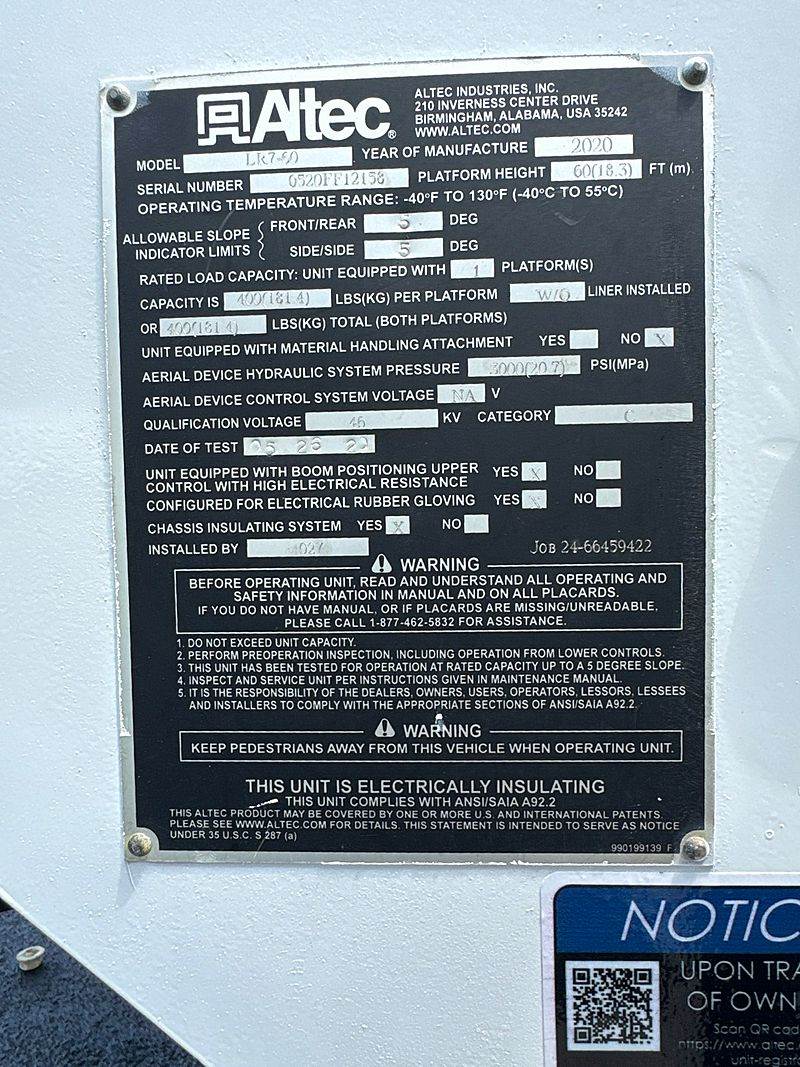 Altec®
ALTEC INDUSTRIES, INC.
210 INVERNESS CENTER DRIVE
BIRMINGHAM, ALABAMA, USA 35242
WWW.ALTEC.COM
MODEL LR7-60 YEAR OF MANUFACTURE 2020
SERIAL NUMBER 0520FF12158 PLATFORM HEIGHT 60(18.3) FT (m)
OPERATING TEMPERATURE RANGE: -40°F TO 130°F (-40°C TO 55°C)
ALLOWABLE SLOPE INDICATOR LIMITS
FRONT/REAR 5 DEG
SIDE/SIDE 5 DEG
RATED LOAD CAPACITY: UNIT EQUIPPED WITH 1 PLATFORM(S)
CAPACITY IS 400(181.4) LBS(KG) PER PLATFORM W/O LINER INSTALLED
OR 400(181.4) LBS(KG) TOTAL (BOTH PLATFORMS)
UNIT EQUIPPED WITH MATERIAL HANDLING ATTACHMENT YES NO X
AERIAL DEVICE HYDRAULIC SYSTEM PRESSURE 3000(20.7) PSI(MPa)
AERIAL DEVICE CONTROL SYSTEM VOLTAGE NA V
QUALIFICATION VOLTAGE 46 KV CATEGORY C
DATE OF TEST 05 26 20
UNIT EQUIPPED WITH BOOM POSITIONING UPPER
CONTROL WITH HIGH ELECTRICAL RESISTANCE YES X NO
CONFIGURED FOR ELECTRICAL RUBBER GLOVING YES X NO
CHASSIS INSULATING SYSTEM YES X NO
INSTALLED BY 4027 JOB 24-66459422
WARNING
BEFORE OPERATING UNIT, READ AND UNDERSTAND ALL OPERATING AND
SAFETY INFORMATION IN MANUAL AND ON ALL PLACARDS.
IF YOU DO NOT HAVE MANUAL, OR IF PLACARDS ARE MISSING/UNREADABLE,
PLEASE CALL 1-877-462-5832 FOR ASSISTANCE.
1. DO NOT EXCEED UNIT CAPACITY.
2. PERFORM PREOPERATION INSPECTION, INCLUDING OPERATION FROM LOWER CONTROLS.
3. THIS UNIT HAS BEEN TESTED FOR OPERATION AT RATED CAPACITY UP TO A 5 DEGREE SLOPE.
4. INSPECT AND SERVICE UNIT PER INSTRUCTIONS GIVEN IN MAINTENANCE MANUAL.
5. IT IS THE RESPONSIBILITY OF THE DEALERS, OWNERS, USERS, OPERATORS, LESSORS, LESSEES
AND INSTALLERS TO COMPLY WITH THE APPROPRIATE SECTIONS OF ANSI/SAIA A92.2.
WARNING
KEEP PEDESTRIANS AWAY FROM THIS VEHICLE WHEN OPERATING UNIT.
THIS UNIT IS ELECTRICALLY INSULATING
THIS UNIT COMPLIES WITH ANSI/SAIA A92.2
THIS ALTEC PRODUCT MAY BE COVERED BY ONE OR MORE U.S. AND INTERNATIONAL PATENTS.
PLEASE SEE WWW.ALTEC.COM FOR DETAILS. THIS STATEMENT IS INTENDED TO SERVE AS NOTICE
UNDER 35 U.S.C. S 287 (a)
990199139 F
NOTIC
UPON TRA
OF OWN
Scan QR cod
https://www.altec.
unit-registr